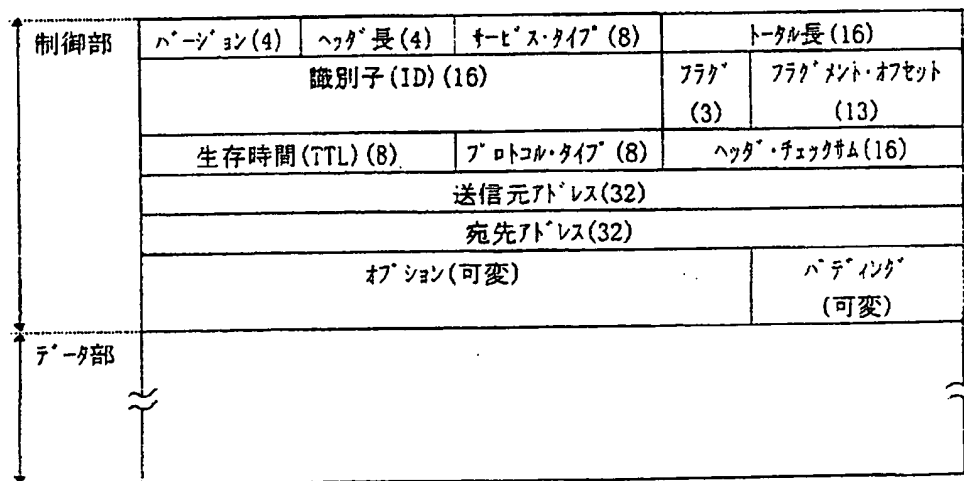 制御部
ﾊﾞｰｼﾞｮﾝ(4) ﾍｯﾀﾞ長(4) ｻｰﾋﾞｽ･ﾀｲﾌﾟ(8) ﾄｰﾀﾙ長(16)
識別子(ID)(16) ﾌﾗｸﾞ ﾌﾗｸﾞﾒﾝﾄ･ｵﾌｾｯﾄ
(3) (13)
生存時間(TTL)(8) ﾌﾟﾛﾄｺﾙ･ﾀｲﾌﾟ(8) ﾍｯﾀﾞ･ﾁｪｯｸｻﾑ(16)
送信元ｱﾄﾞﾚｽ(32)
宛先ｱﾄﾞﾚｽ(32)
ｵﾌﾟｼｮﾝ(可変) ﾊﾟﾃﾞｨﾝｸﾞ
(可変)
ﾃﾞｰﾀ部